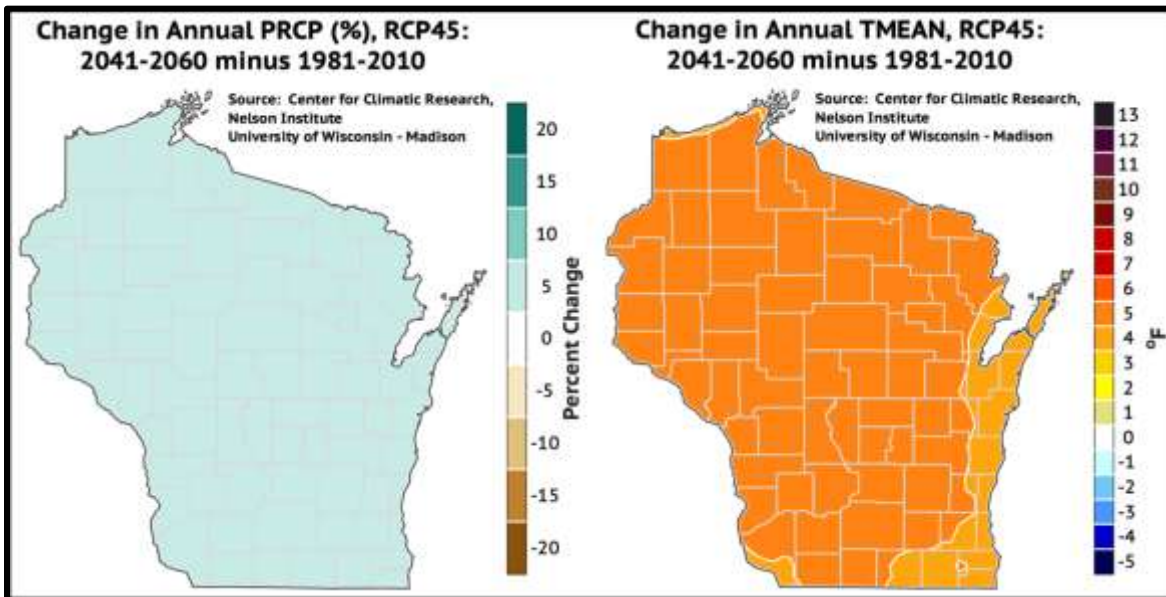 Change in Annual PRCP (%), RCP45:
2041-2060 minus 1981-2010
Source: Center for Climatic Research,
Nelson Institute
University of Wisconsin - Madison
20
15
10
5
0
-5
-10
-15
-20
Percent Change
Change in Annual TMEAN, RCP45:
2041-2060 minus 1981-2010
Source: Center for Climatic Research,
Nelson Institute
University of Wisconsin - Madison
13
12
11
10
9
8
7
6
5
4
3
2
1
0
-1
-2
-3
-4
-5
°F